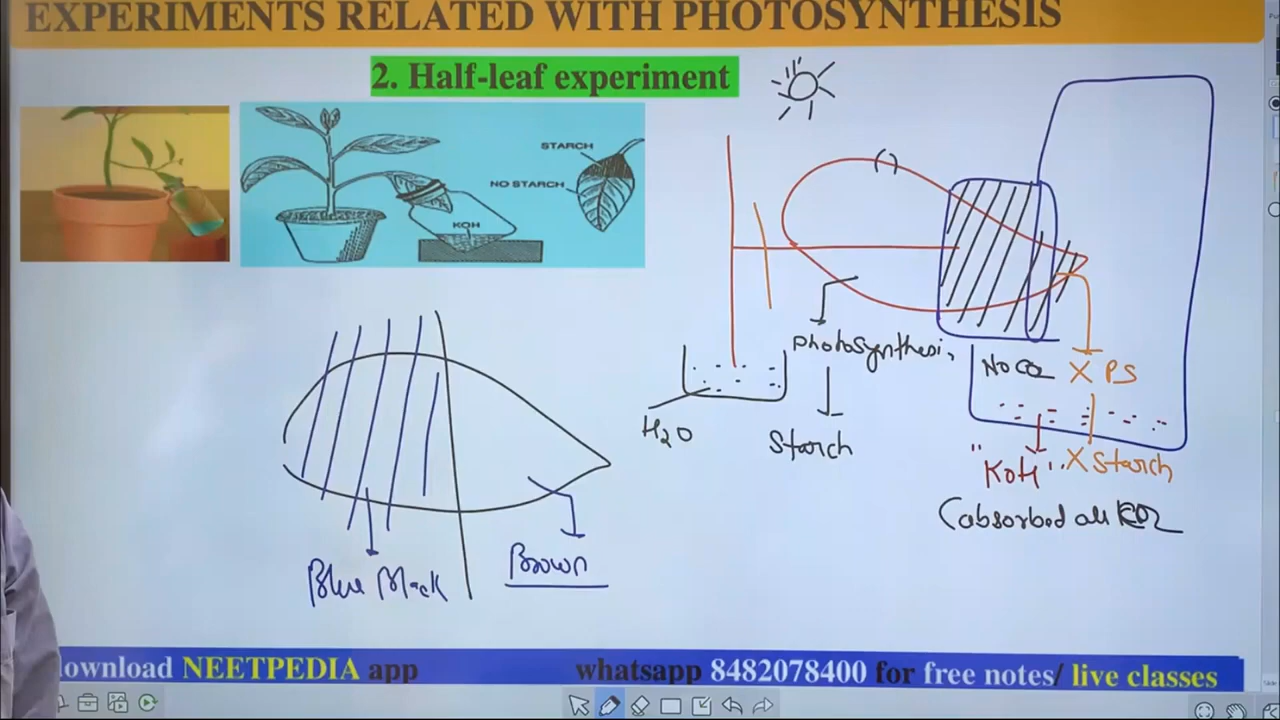 EXPERIMENTS RELATED WITH PHOTOSYNTHESIS
2. Half-leaf experiment
STARCH
NO STARCH
KOH
Photosynthesis
Starch
H2O
No CO2
X PS
"KOH"
X Starch
(absorbed all CO2
Blue Black
Brown
ownload NEETPEDIA app
whatsapp 8482078400 for free notes/ live classes